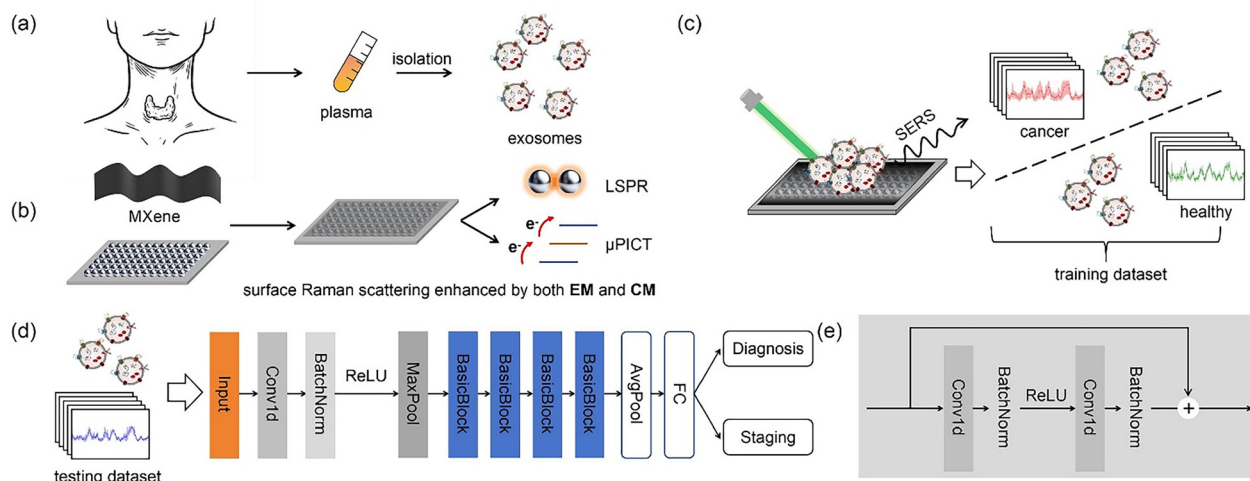 (a)
plasma
isolation
exosomes
MXene
(b)
LSPR
e-
e-
μPICT
surface Raman scattering enhanced by both EM and CM
(c)
SERS
cancer
healthy
training dataset
(d)
testing dataset
Input
Conv1d
BatchNorm
ReLU
MaxPool
BasicBlock
BasicBlock
BasicBlock
BasicBlock
AvgPool
FC
Diagnosis
Staging
(e)
Conv1d
BatchNorm
ReLU
Conv1d
BatchNorm
+